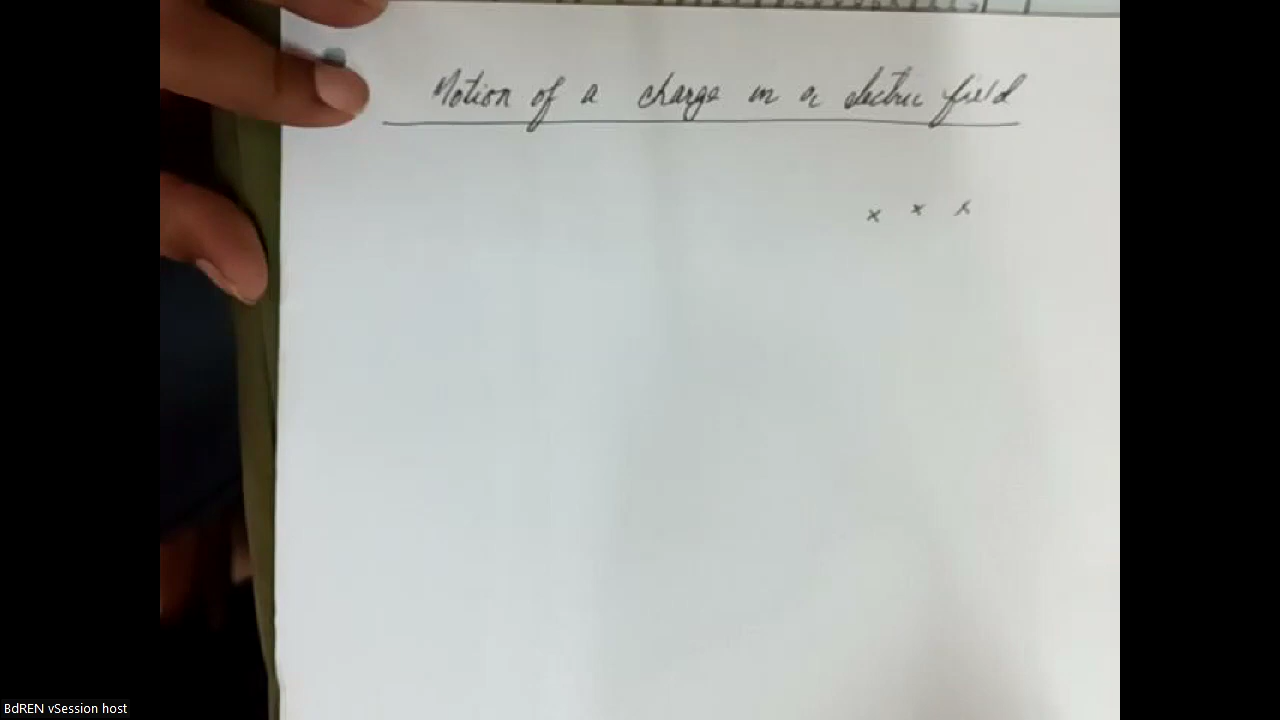 Motion of a charge in a electric field
x x x
BdREN vSession host